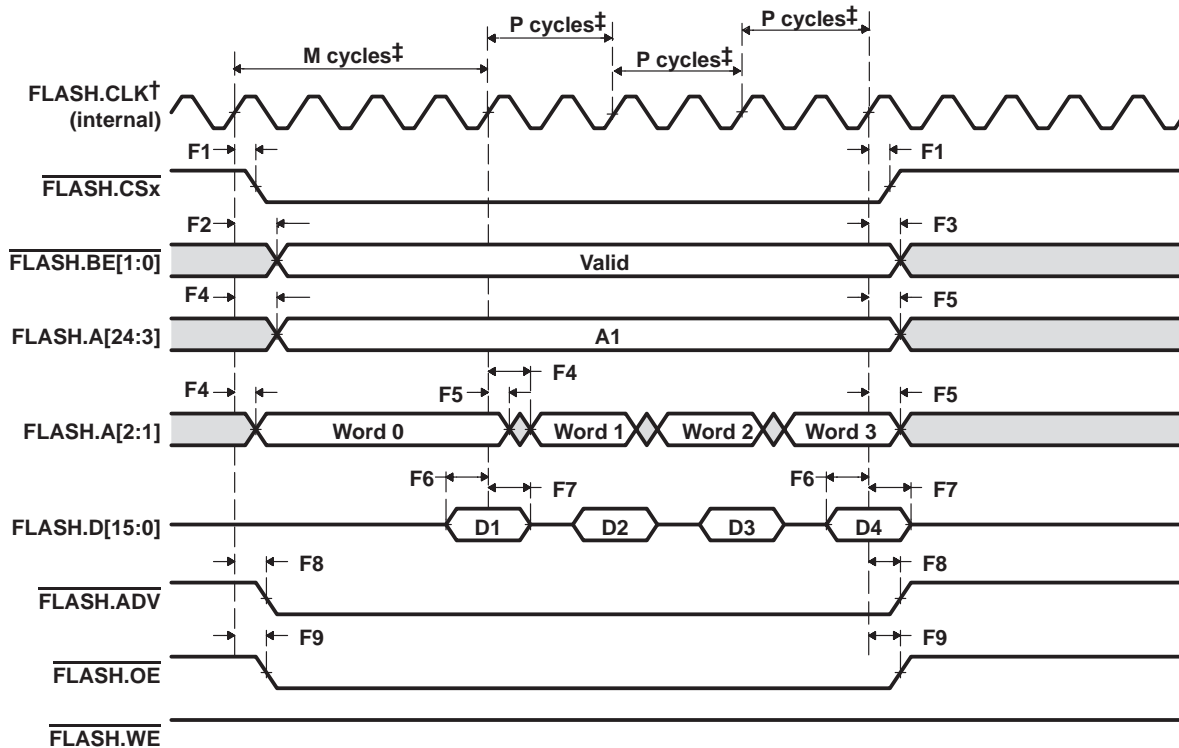 P cycles‡
P cycles‡
M cycles‡
P cycles‡
FLASH.CLK†
(internal)
F1
F1
FLASH.CSx
F2
F3
FLASH.BE[1:0]
Valid
F4
F5
FLASH.A[24:3]
A1
F4
F4
F5
F5
FLASH.A[2:1]
Word 0
Word 1
Word 2
Word 3
F6
F7
F6
F7
FLASH.D[15:0]
D1
D2
D3
D4
F8
F8
FLASH.ADV
F9
F9
FLASH.OE
FLASH.WE